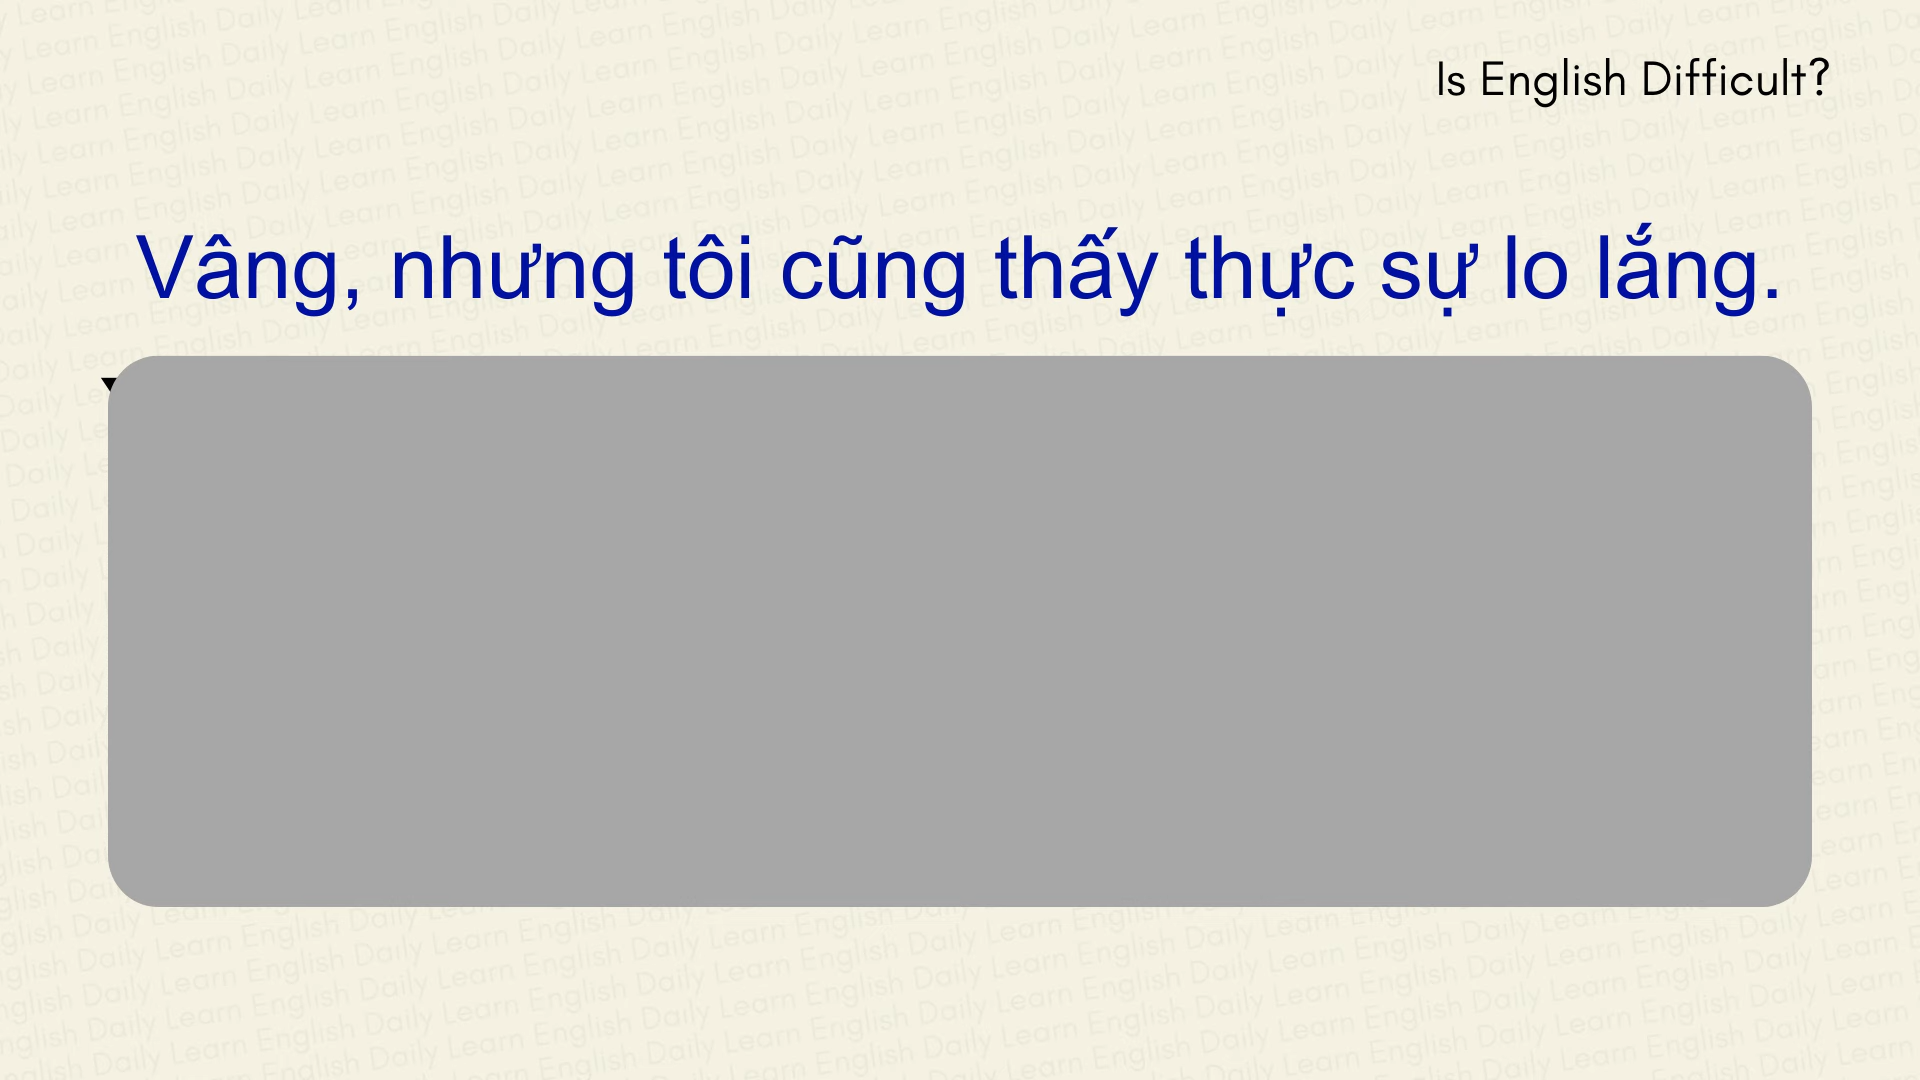 Is English Difficult?
Vâng, nhưng tôi cũng thấy thực sự lo lắng.